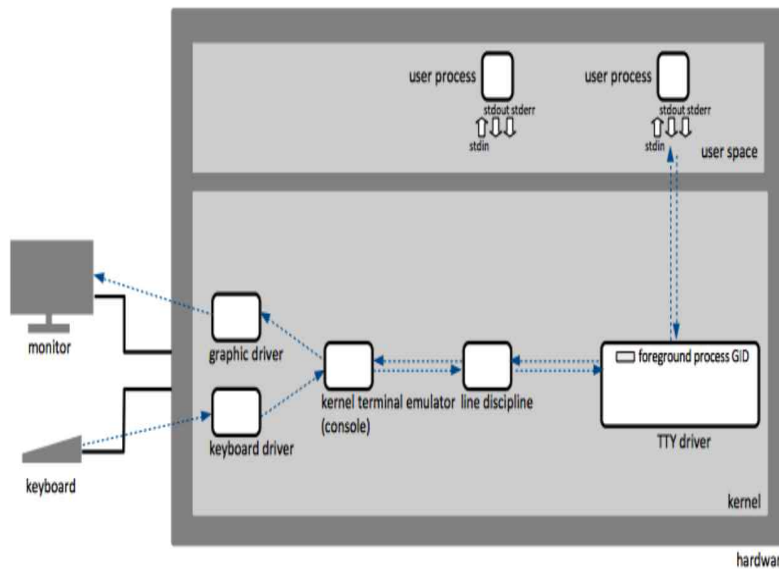 user process
user process
stdout stderr
stdout stderr
stdin
stdin
user space
monitor
graphic driver
foreground process GID
kernel terminal emulator
(console)
line discipline
keyboard driver
TTY driver
keyboard
kernel